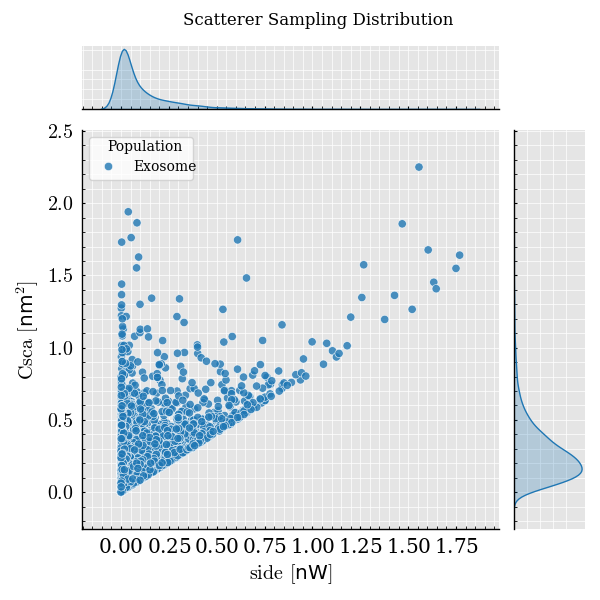 Scatterer Sampling Distribution
2.5
Population
Exosome
2.0
1.5
1.0
0.5
0.0
Csca [nm²]
0.00 0.25 0.50 0.75 1.00 1.25 1.50 1.75
side [nW]